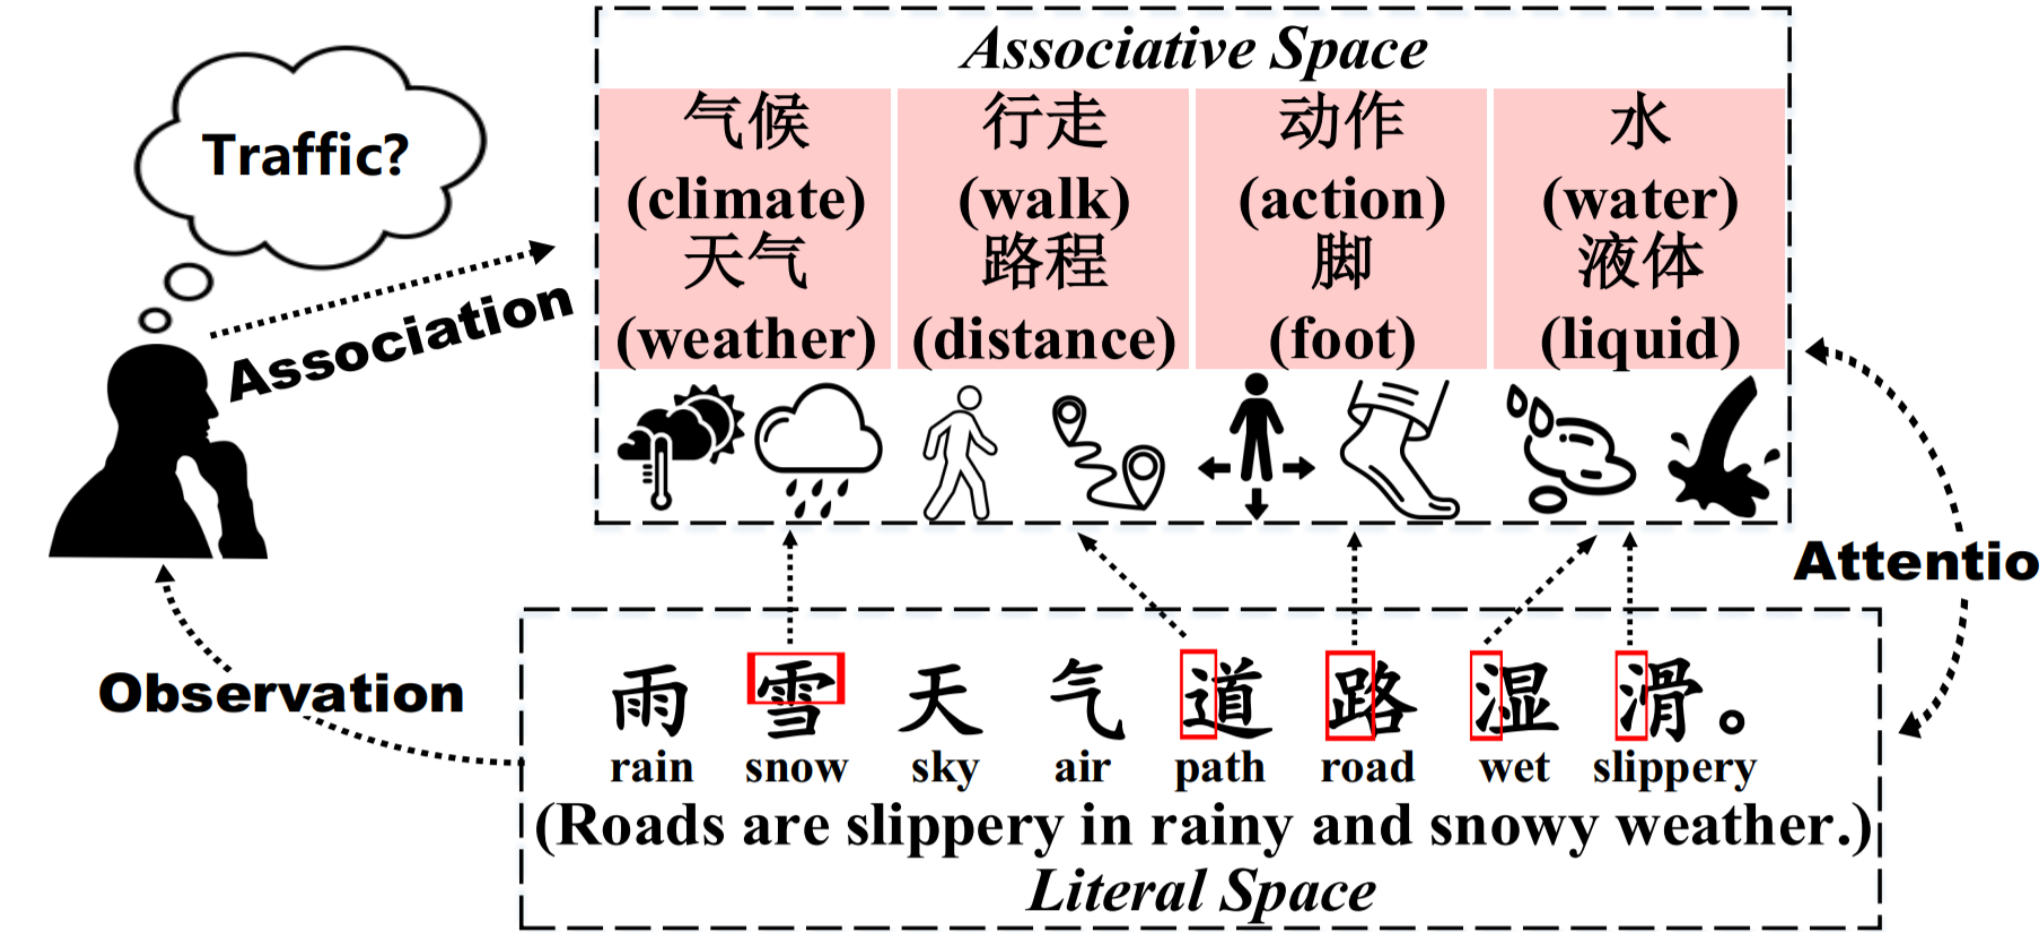 Associative Space
Traffic?
气候 行走 动作 水
(climate) (walk) (action) (water)
天气 路程 脚 液体
(weather) (distance) (foot) (liquid)
Association
Attentio
Observation
雨 雪 天 气 道 路 湿 滑。
rain snow sky air path road wet slippery
(Roads are slippery in rainy and snowy weather.)
Literal Space